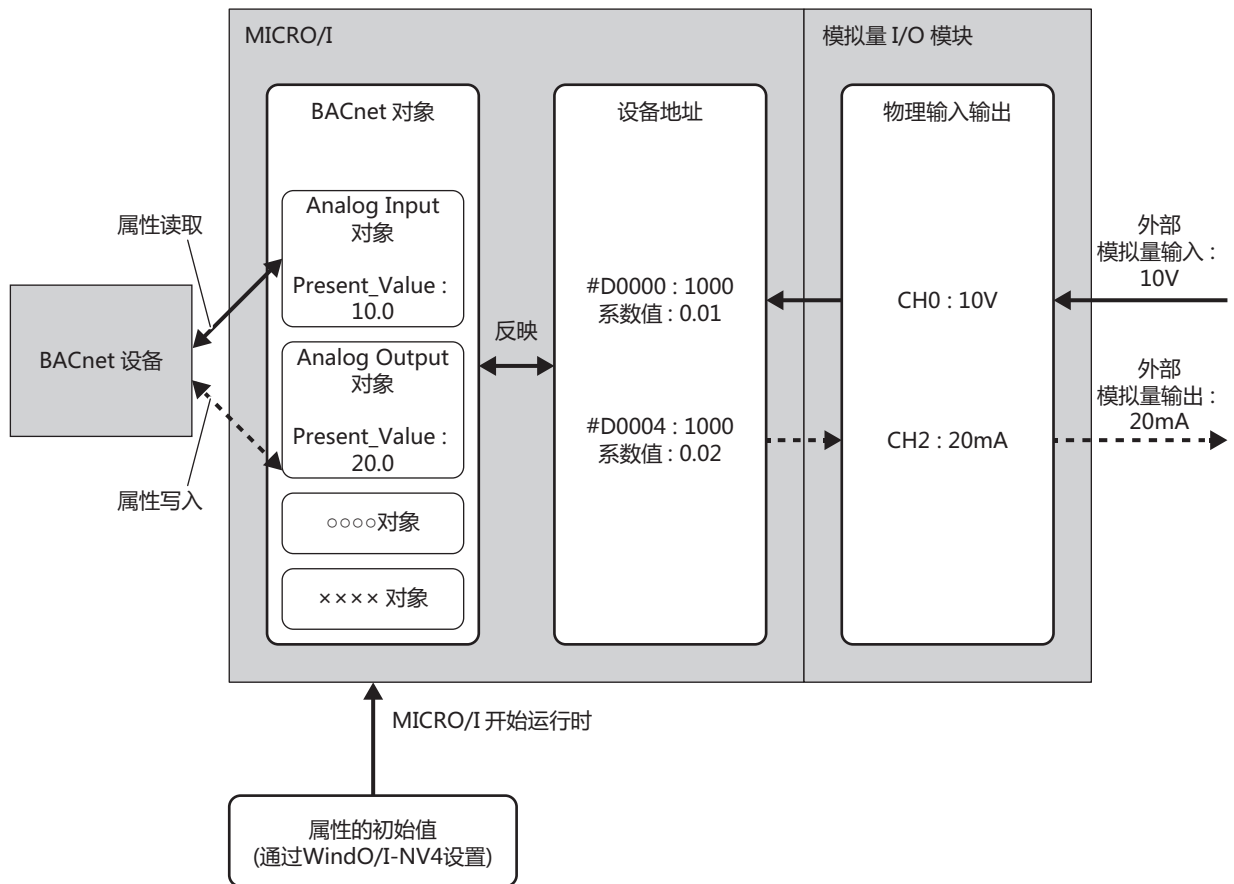 MICRO/I
模拟量 I/O 模块
BACnet 对象
设备地址
物理输入输出
Analog Input
对象
Present_Value :
10.0
属性读取
BACnet 设备
属性写入
Analog Output
对象
Present_Value :
20.0
○○○○对象
×××× 对象
反映
#D0000 : 1000
系数值 : 0.01
#D0004 : 1000
系数值 : 0.02
CH0 : 10V
CH2 : 20mA
外部
模拟量输入 :
10V
外部
模拟量输出 :
20mA
MICRO/I 开始运行时
属性的初始值
(通过WindO/I-NV4设置)